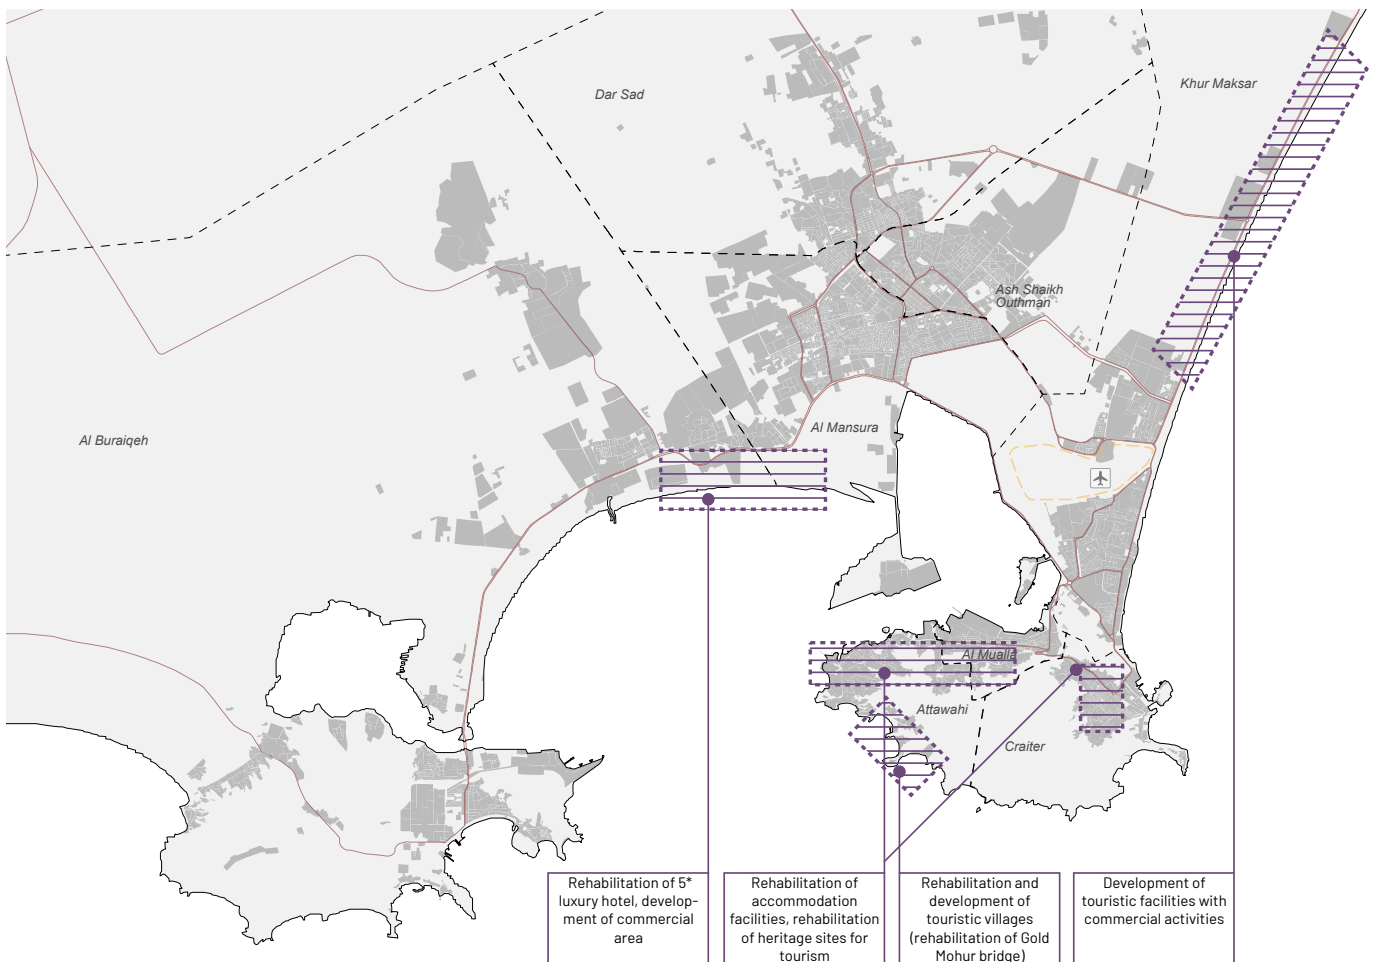 Dar Sad
Khur Maksar
Ash Shaikh
Outhman
Al Buraiqeh
Al Mansura
Al Mualla
Attawahi
Craiter
Rehabilitation of 5*
luxury hotel, develop-
ment of commercial
area
Rehabilitation of
accommodation
facilities, rehabilitation
of heritage sites for
tourism
Rehabilitation and
development of
touristic villages
(rehabilitation of Gold
Mohur bridge)
Development of
touristic facilities with
commercial activities